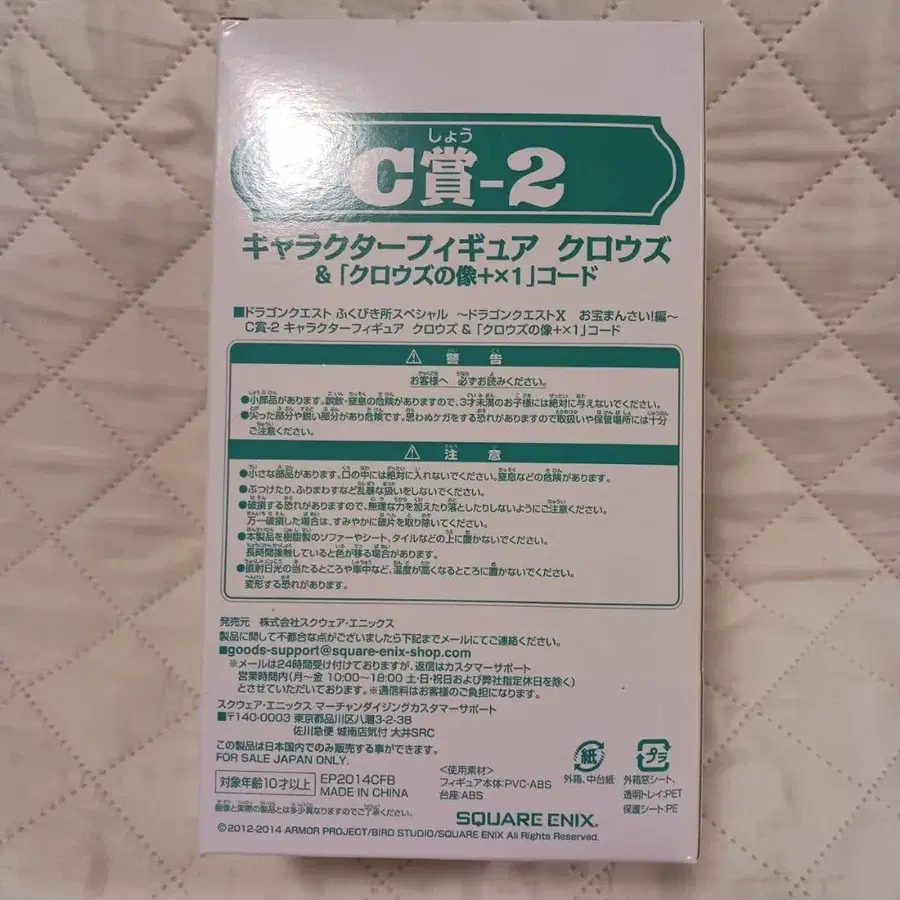 しょう
C賞-2
キャラクターフィギュア クロウズ
&「クロウズの像+×1」コード
■ドラゴンクエスト ふくびき所スペシャル ～ドラゴンクエストX お宝まんさい!編～
C賞-2 キャラクターフィギュア クロウズ &「クロウズの像+×1」コード
⚠ 警告
お客様へ 必ずお読みください。
●小部品があります。誤飲・窒息の危険がありますので、3才未満のお子様には絶対に与えないでください。
●尖った部分や鋭い部分があり危険です。思わぬケガをする恐れがありますので取扱いや保管場所には十分
ご注意ください。
⚠ 注意
●小さな部品があります。口の中には絶対に入れないでください。窒息などの危険があります。
●ぶつけたり、ふりまわすなど乱暴な扱いをしないでください。
●破損する恐れがありますので、無理な力を加えたり落としたりしないようにご注意ください。
万一破損した場合は、すみやかに破片を取り除いてください。
●本製品を樹脂製のソファーやシート、タイルなどの上に置かないでください。
長時間接触していると色が移る場合があります。
●直射日光の当たるところや車中など、温度が高くなるところに置かないでください。
変形する恐れがあります。
発売元 株式会社スクウェア・エニックス
製品に関して不都合な点がございましたら下記までメールにてご連絡ください。
■goods-support@square-enix-shop.com
※メールは24時間受け付けておりますが、返信はカスタマーサポート
営業時間内(月～金 10:00～18:00 土・日・祝日および弊社指定休日を除く)
とさせていただいております。※通信料はお客様のご負担になります。
スクウェア・エニックス マーチャンダイジングカスタマーサポート
■〒140-0003 東京都品川区八潮3-2-38
佐川急便 城南店気付 大井SRC
この製品は日本国内でのみ販売する事ができます。
FOR SALE JAPAN ONLY.
対象年齢10才以上
EP2014CFB
MADE IN CHINA
画像と実際の製品とは多少異なりますのでご了承ください。
<使用素材>
フィギュア本体:PVC・ABS
台座:ABS
紙
外箱、中台紙
プラ
外箱窓シート、
透明トレイ:PET
保護シート:PE
SQUARE ENIX.
©2012-2014 ARMOR PROJECT/BIRD STUDIO/SQUARE ENIX All Rights Reserved.